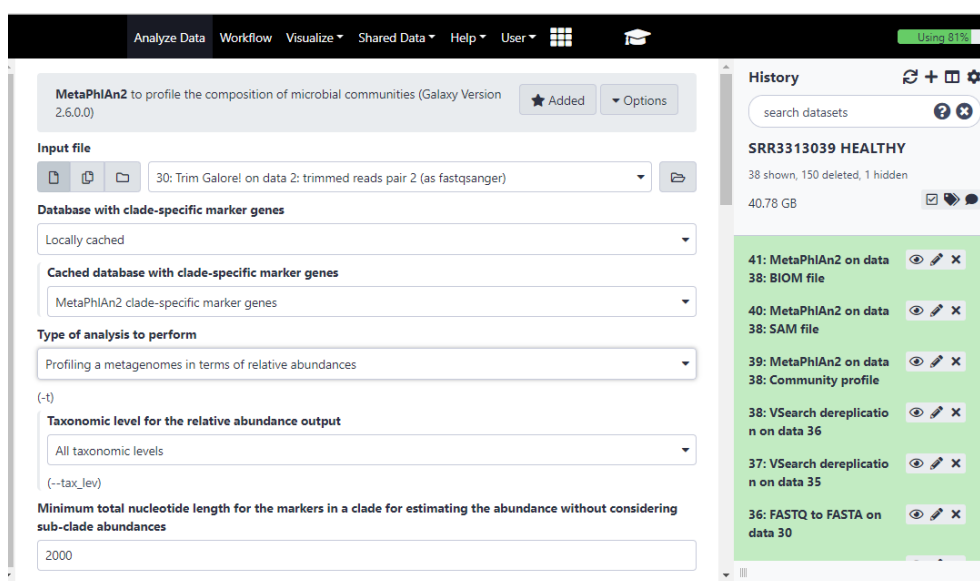 Analyze Data Workflow Visualize Shared Data Help User Using 81%
MetaPhlAn2 to profile the composition of microbial communities (Galaxy Version
2.6.0.0)
Added
Options
Input file
30: Trim Galore! on data 2: trimmed reads pair 2 (as fastqsanger)
Database with clade-specific marker genes
Locally cached
Cached database with clade-specific marker genes
MetaPhlAn2 clade-specific marker genes
Type of analysis to perform
Profiling a metagenomes in terms of relative abundances
(-t)
Taxonomic level for the relative abundance output
All taxonomic levels
(--tax_lev)
Minimum total nucleotide length for the markers in a clade for estimating the abundance without considering
sub-clade abundances
2000
History
search datasets
SRR3313039 HEALTHY
38 shown, 150 deleted, 1 hidden
40.78 GB
41: MetaPhlAn2 on data
38: BIOM file
40: MetaPhlAn2 on data
38: SAM file
39: MetaPhlAn2 on data
38: Community profile
38: VSearch dereplicatio
n on data 36
37: VSearch dereplicatio
n on data 35
36: FASTQ to FASTA on
data 30